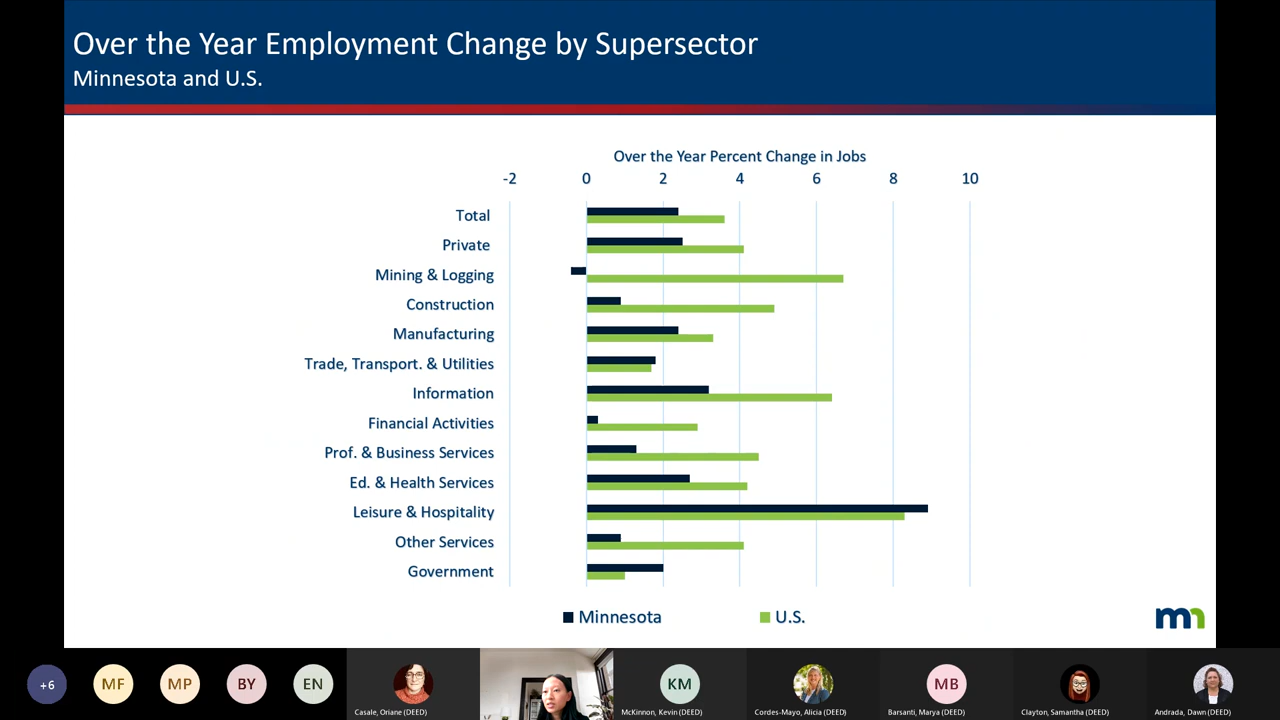 Over the Year Employment Change by Supersector
Minnesota and U.S.
Over the Year Percent Change in Jobs
-2 0 2 4 6 8 10
Total
Private
Mining & Logging
Construction
Manufacturing
Trade, Transport. & Utilities
Information
Financial Activities
Prof. & Business Services
Ed. & Health Services
Leisure & Hospitality
Other Services
Government
Minnesota U.S.
mn
+6 MF MP BY EN KM MB
Casale, Oriane (DEED) McKinnon, Kevin (DEED) Cordes-Mayo, Alicia (DEED) Barsanti, Marya (DEED) Clayton, Samantha (DEED) Andrada, Dawn (DEED)